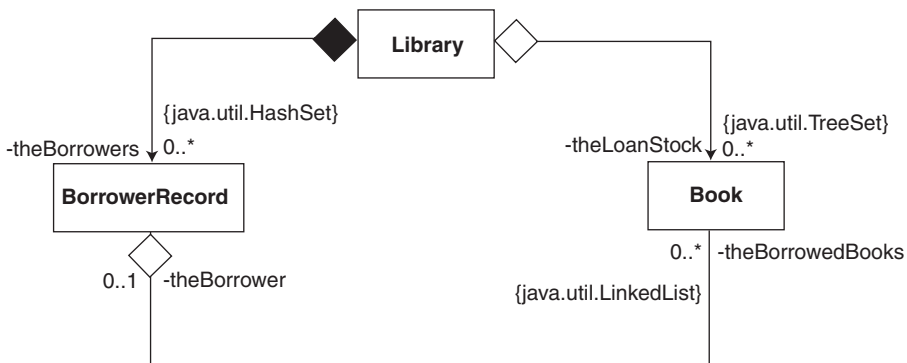 Library
{java.util.HashSet}
{java.util.TreeSet}
-theBorrowers
0..*
-theLoanStock
0..*
BorrowerRecord
Book
0..1
-theBorrower
0..*
-theBorrowedBooks
{java.util.LinkedList}